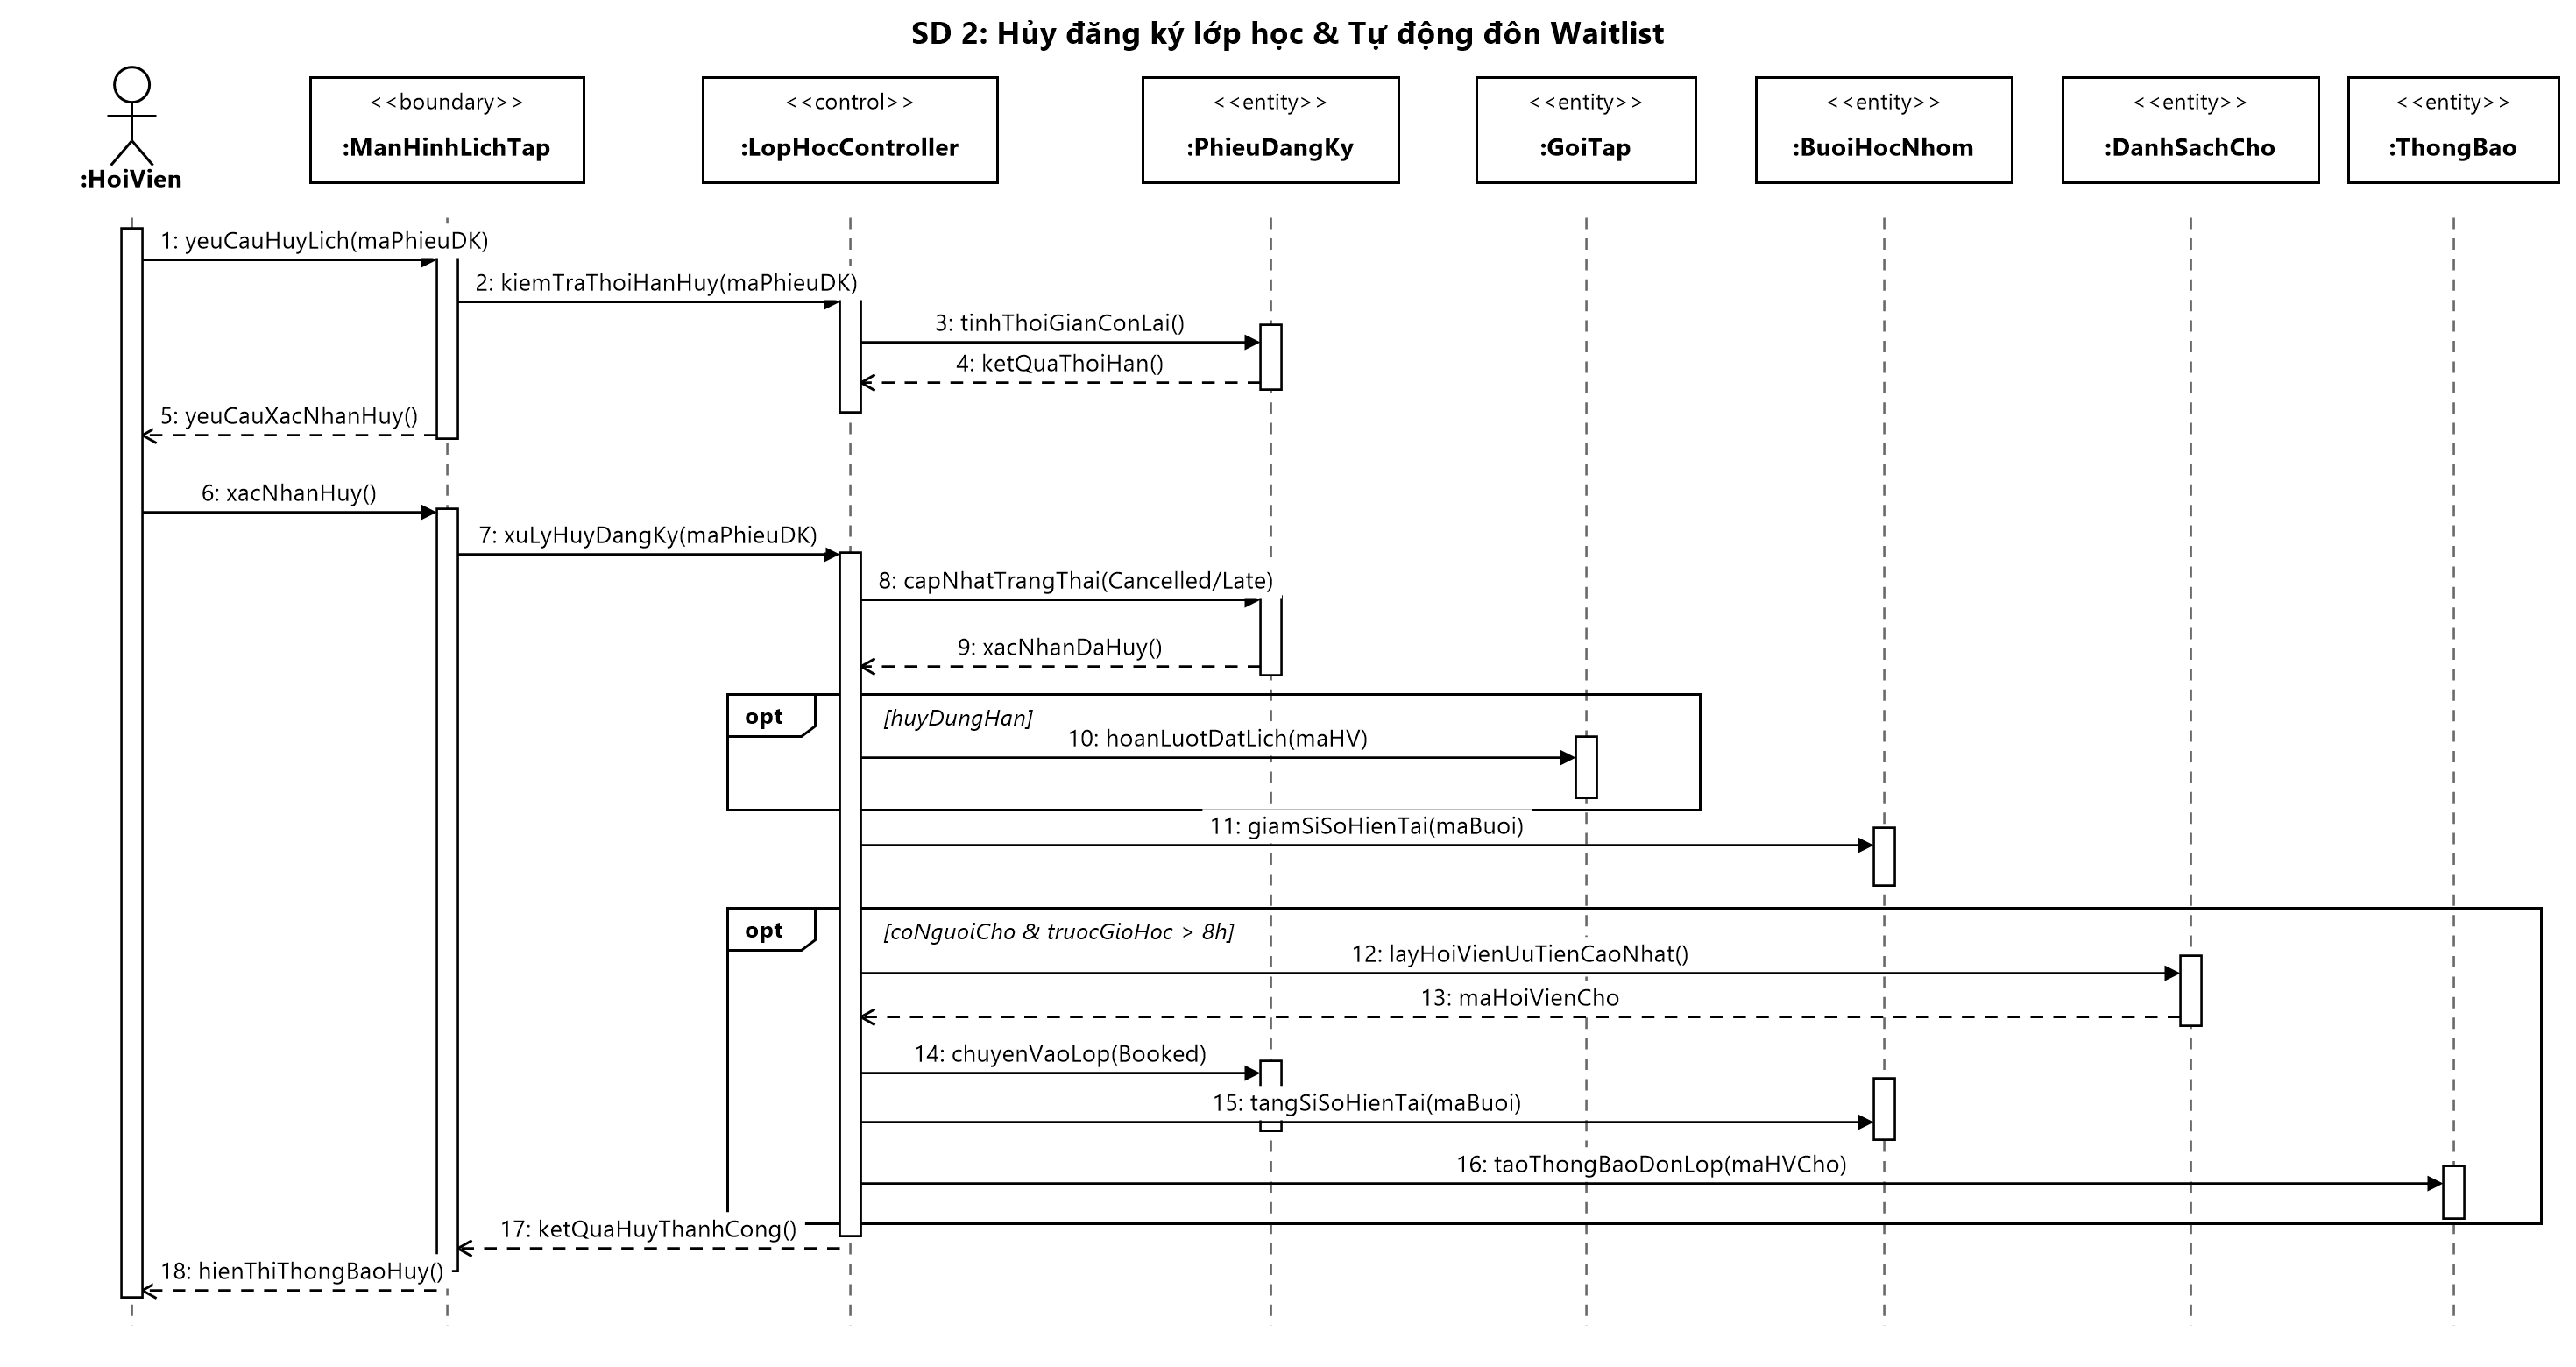 SD 2: Hủy đăng ký lớp học & Tự động đôn Waitlist
:HoiVien
<<boundary>>
:ManHinhLichTap
<<control>>
:LopHocController
<<entity>>
:PhieuDangKy
<<entity>>
:GoiTap
<<entity>>
:BuoiHocNhom
<<entity>>
:DanhSachCho
<<entity>>
:ThongBao
1: yeuCauHuyLich(maPhieuDK)
2: kiemTraThoiHanHuy(maPhieuDK)
3: tinhThoiGianConLai()
4: ketQuaThoiHan()
5: yeuCauXacNhanHuy()
6: xacNhanHuy()
7: xuLyHuyDangKy(maPhieuDK)
8: capNhatTrangThai(Cancelled/Late)
9: xacNhanDaHuy()
opt
[huyDungHan]
10: hoanLuotDatLich(maHV)
11: giamSiSoHienTai(maBuoi)
opt
[coNguoiCho & truocGioHoc > 8h]
12: layHoiVienUuTienCaoNhat()
13: maHoiVienCho
14: chuyenVaoLop(Booked)
15: tangSiSoHienTai(maBuoi)
16: taoThongBaoDonLop(maHVCho)
17: ketQuaHuyThanhCong()
18: hienThiThongBaoHuy()